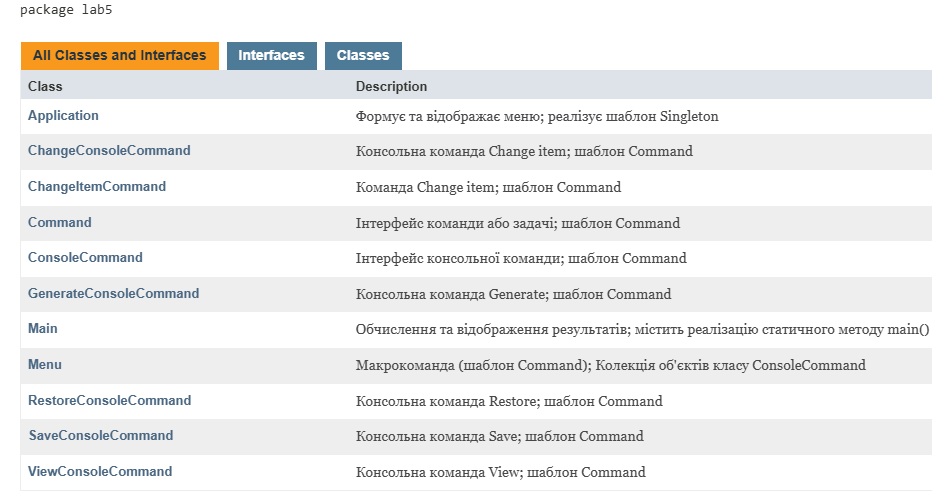 package lab5
All Classes and Interfaces Interfaces Classes
Class Description
Application Формує та відображає меню; реалізує шаблон Singleton
ChangeConsoleCommand Консольна команда Change item; шаблон Command
ChangeItemCommand Команда Change item; шаблон Command
Command Інтерфейс команди або задачі; шаблон Command
ConsoleCommand Інтерфейс консольної команди; шаблон Command
GenerateConsoleCommand Консольна команда Generate; шаблон Command
Main Обчислення та відображення результатів; містить реалізацію статичного методу main()
Menu Макрокоманда (шаблон Command); Колекція об'єктів класу ConsoleCommand
RestoreConsoleCommand Консольна команда Restore; шаблон Command
SaveConsoleCommand Консольна команда Save; шаблон Command
ViewConsoleCommand Консольна команда View; шаблон Command